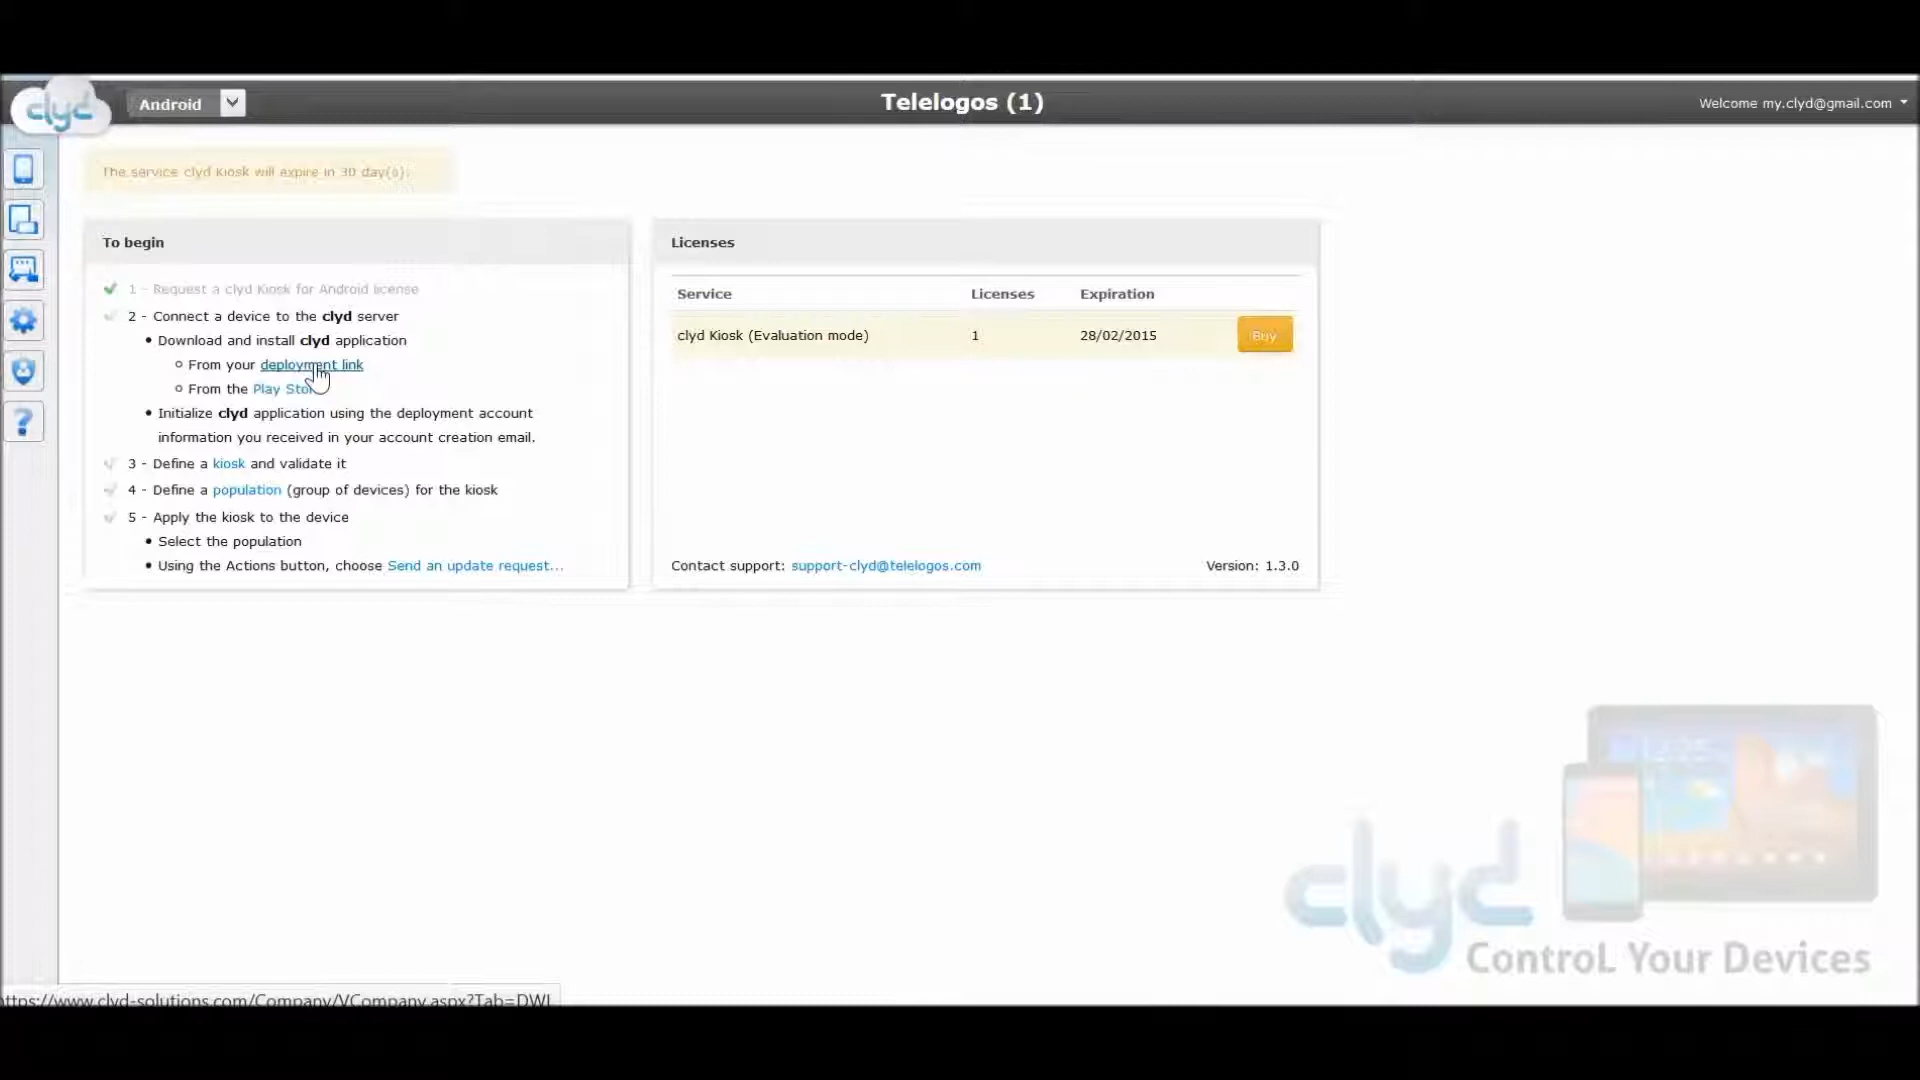 clyd
Android
Telelogos (1)
Welcome my.clyd@gmail.com
The service clyd Kiosk will expire in 30 day(s).
To begin
1 - Request a clyd Kiosk for Android license
2 - Connect a device to the clyd server
• Download and install clyd application
From your deployment link
From the Play Sto
• Initialize clyd application using the deployment account
information you received in your account creation email.
3 - Define a kiosk and validate it
4 - Define a population (group of devices) for the kiosk
5 - Apply the kiosk to the device
• Select the population
• Using the Actions button, choose Send an update request...
Licenses
Service Licenses Expiration
clyd Kiosk (Evaluation mode) 1 28/02/2015 Buy
Contact support: support-clyd@telelogos.com Version: 1.3.0
clyd
ControL Your Devices
https://www.clyd-solutions.com/Company/VCompany.aspx?Tab=DWL